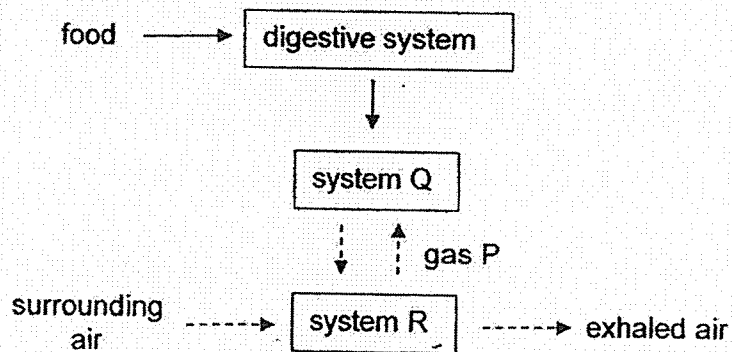 food
digestive system
system Q
gas P
surrounding
air
system R
exhaled air